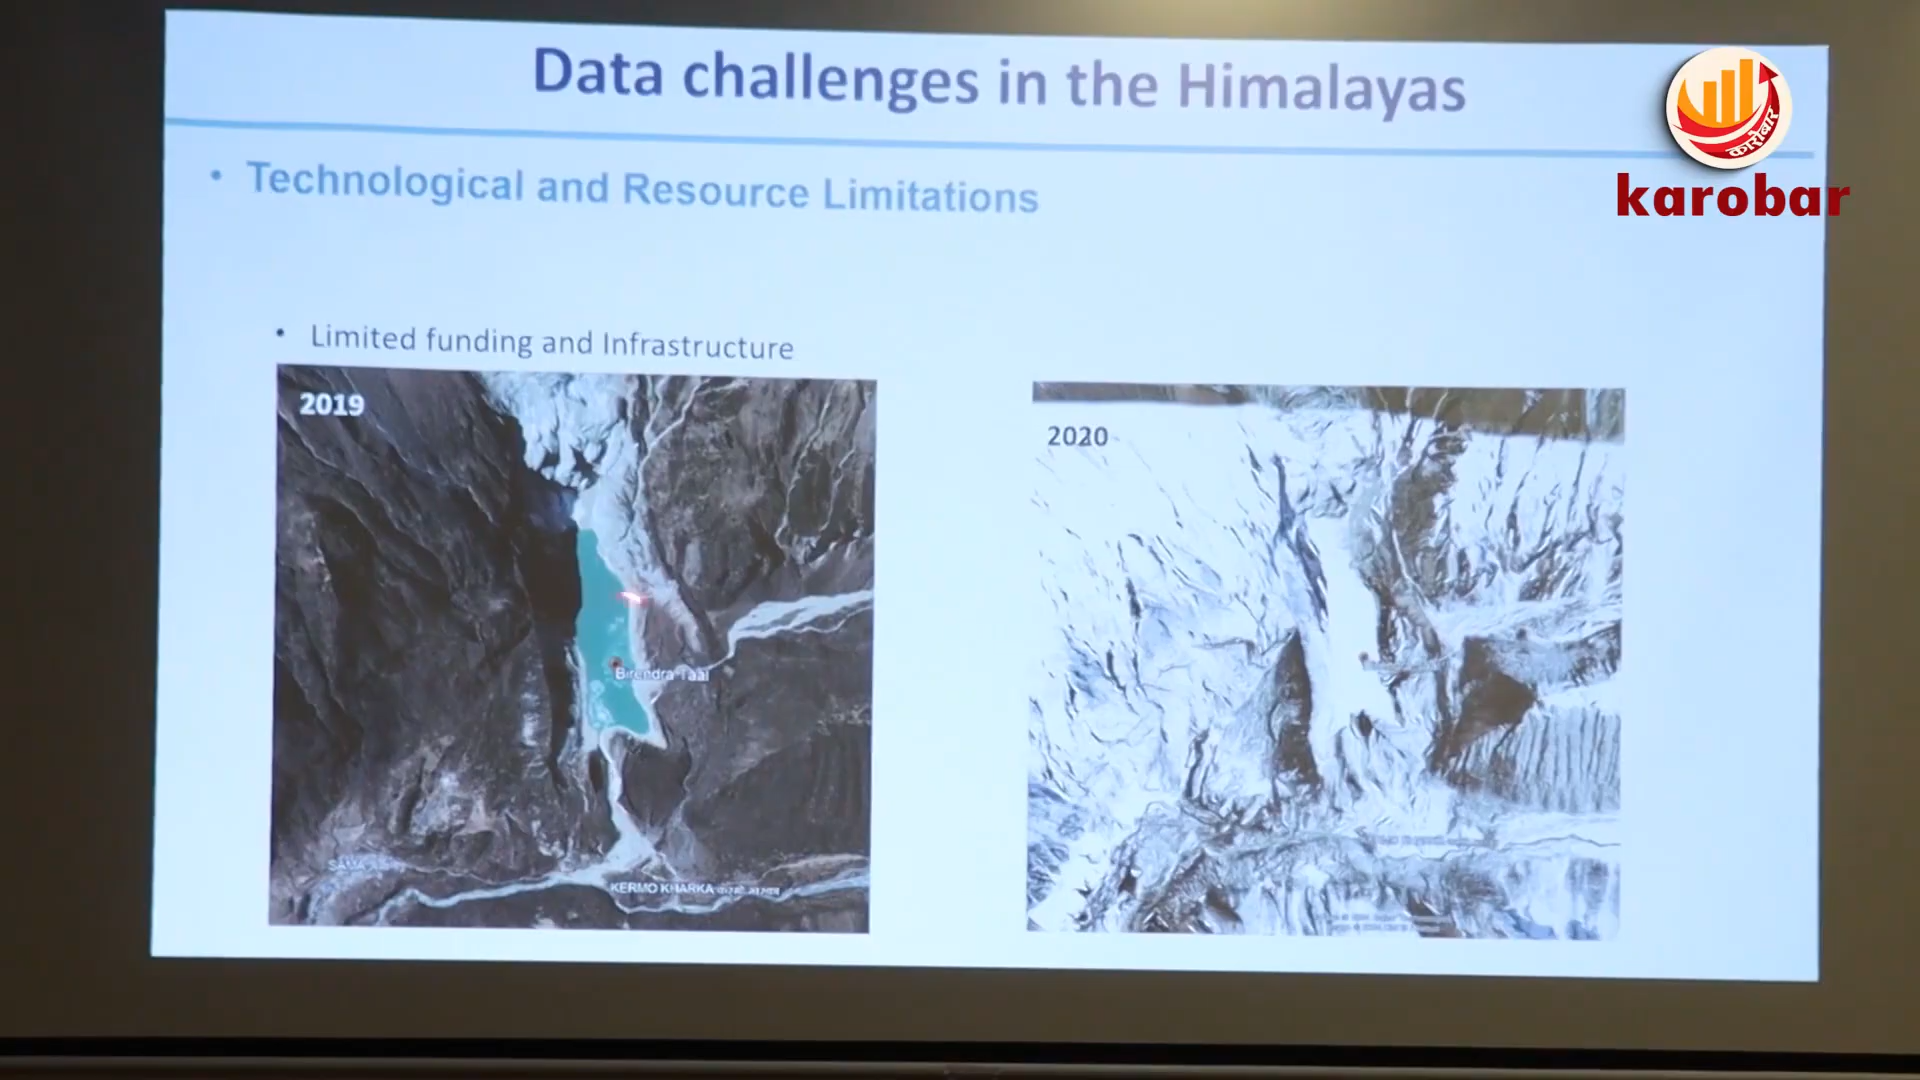 Data challenges in the Himalayas
कारोबार
karobar
• Technological and Resource Limitations
• Limited funding and Infrastructure
2019
2020
Birendra Taal
KERMO KHARKA